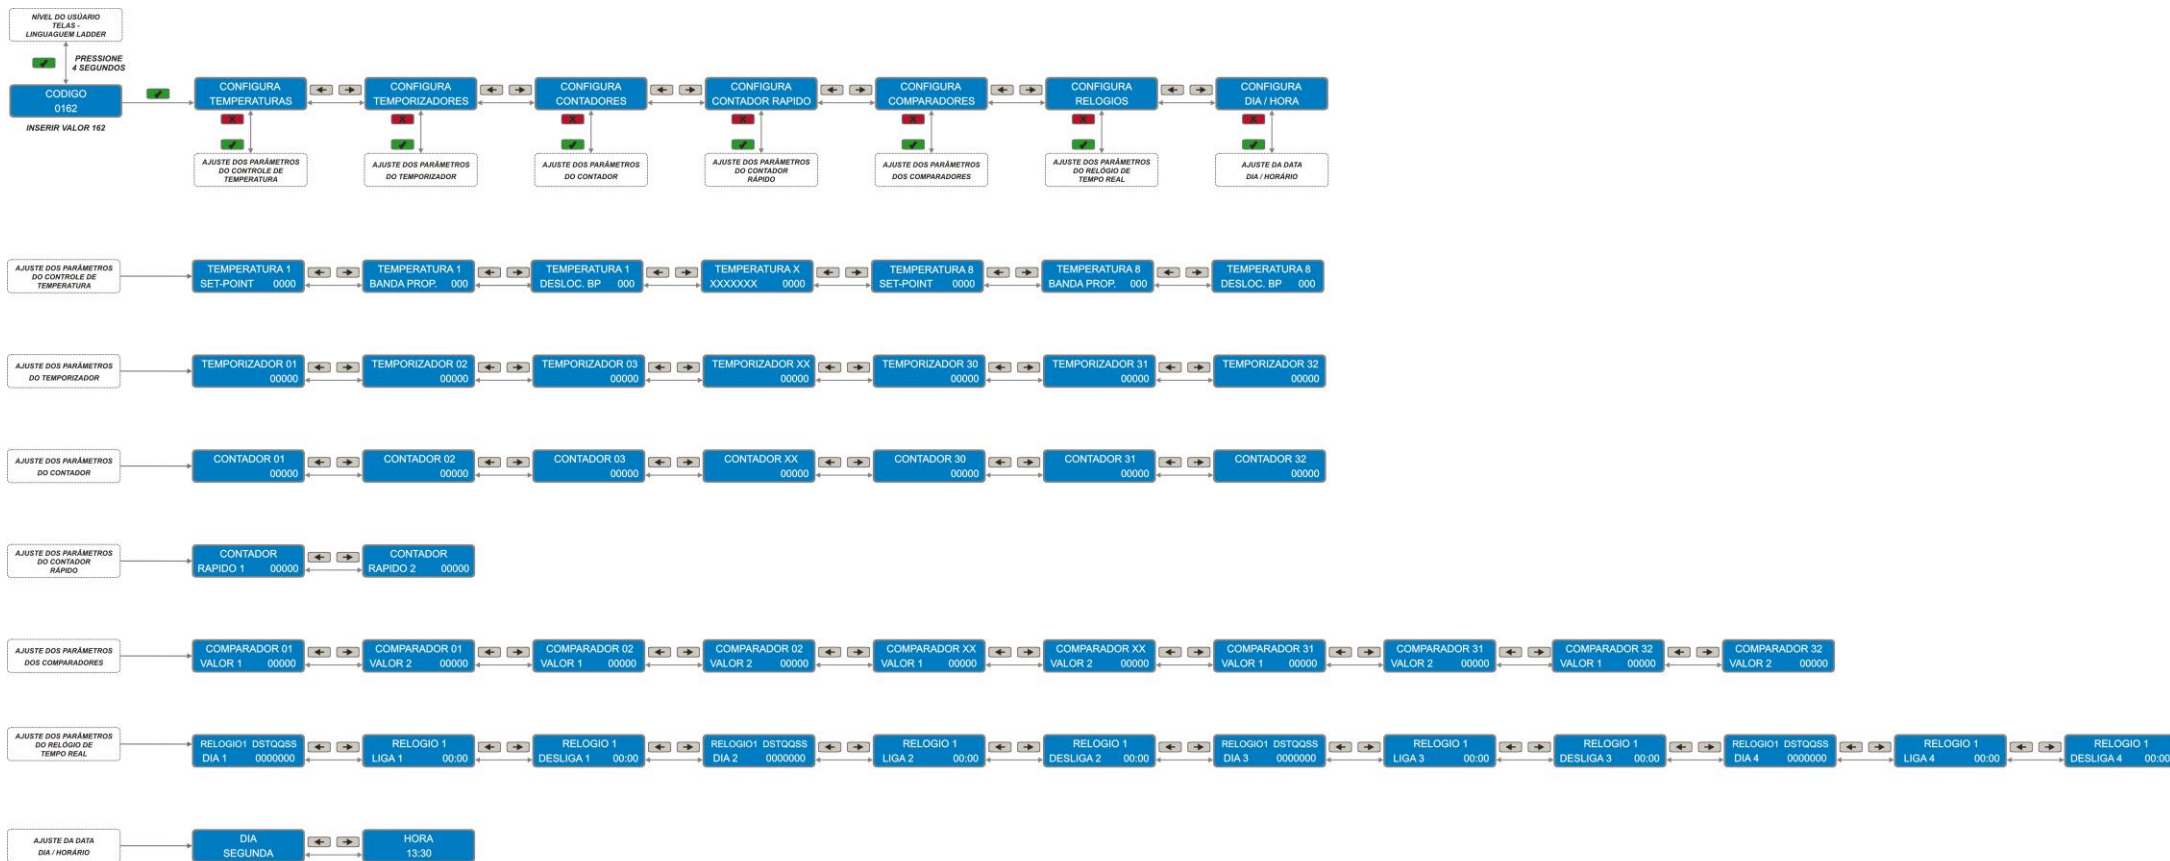 NÍVEL DO USÚARIO
TELAS -
LINGUAGEM LADDER
PRESSIONE
4 SEGUNDOS
CODIGO
0162
INSERIR VALOR 162
CONFIGURA
TEMPERATURAS
CONFIGURA
TEMPORIZADORES
CONFIGURA
CONTADORES
CONFIGURA
CONTADOR RAPIDO
CONFIGURA
COMPARADORES
CONFIGURA
RELOGIOS
CONFIGURA
DIA / HORA
X
X
X
X
X
X
X
AJUSTE DOS PARÂMETROS
DO CONTROLE DE
TEMPERATURA
AJUSTE DOS PARÂMETROS
DO TEMPORIZADOR
AJUSTE DOS PARÂMETROS
DO CONTADOR
AJUSTE DOS PARÂMETROS
DO CONTADOR
RÁPIDO
AJUSTE DOS PARÂMETROS
DOS COMPARADORES
AJUSTE DOS PARÂMETROS
DO RELÓGIO DE
TEMPO REAL
AJUSTE DA DATA
DIA / HORÁRIO
AJUSTE DOS PARÂMETROS
DO CONTROLE DE
TEMPERATURA
TEMPERATURA 1
SET-POINT 0000
TEMPERATURA 1
BANDA PROP. 000
TEMPERATURA 1
DESLOC. BP 000
TEMPERATURA X
XXXXXXX 0000
TEMPERATURA 8
SET-POINT 0000
TEMPERATURA 8
BANDA PROP. 000
TEMPERATURA 8
DESLOC. BP 000
AJUSTE DOS PARÂMETROS
DO TEMPORIZADOR
TEMPORIZADOR 01
00000
TEMPORIZADOR 02
00000
TEMPORIZADOR 03
00000
TEMPORIZADOR XX
00000
TEMPORIZADOR 30
00000
TEMPORIZADOR 31
00000
TEMPORIZADOR 32
00000
AJUSTE DOS PARÂMETROS
DO CONTADOR
CONTADOR 01
00000
CONTADOR 02
00000
CONTADOR 03
00000
CONTADOR XX
00000
CONTADOR 30
00000
CONTADOR 31
00000
CONTADOR 32
00000
AJUSTE DOS PARÂMETROS
DO CONTADOR
RÁPIDO
CONTADOR
RAPIDO 1 00000
CONTADOR
RAPIDO 2 00000
AJUSTE DOS PARÂMETROS
DOS COMPARADORES
COMPARADOR 01
VALOR 1 00000
COMPARADOR 01
VALOR 2 00000
COMPARADOR 02
VALOR 1 00000
COMPARADOR 02
VALOR 2 00000
COMPARADOR XX
VALOR 1 00000
COMPARADOR XX
VALOR 2 00000
COMPARADOR 31
VALOR 1 00000
COMPARADOR 31
VALOR 2 00000
COMPARADOR 32
VALOR 1 00000
COMPARADOR 32
VALOR 2 00000
AJUSTE DOS PARÂMETROS
DO RELÓGIO DE
TEMPO REAL
RELOGIO1 DSTQQSS
DIA 1 0000000
RELOGIO 1
LIGA 1 00:00
RELOGIO 1
DESLIGA 1 00:00
RELOGIO1 DSTQQSS
DIA 2 0000000
RELOGIO 1
LIGA 2 00:00
RELOGIO 1
DESLIGA 2 00:00
RELOGIO1 DSTQQSS
DIA 3 0000000
RELOGIO 1
LIGA 3 00:00
RELOGIO 1
DESLIGA 3 00:00
RELOGIO1 DSTQQSS
DIA 4 0000000
RELOGIO 1
LIGA 4 00:00
RELOGIO 1
DESLIGA 4 00:00
AJUSTE DA DATA
DIA / HORÁRIO
DIA
SEGUNDA
HORA
13:30